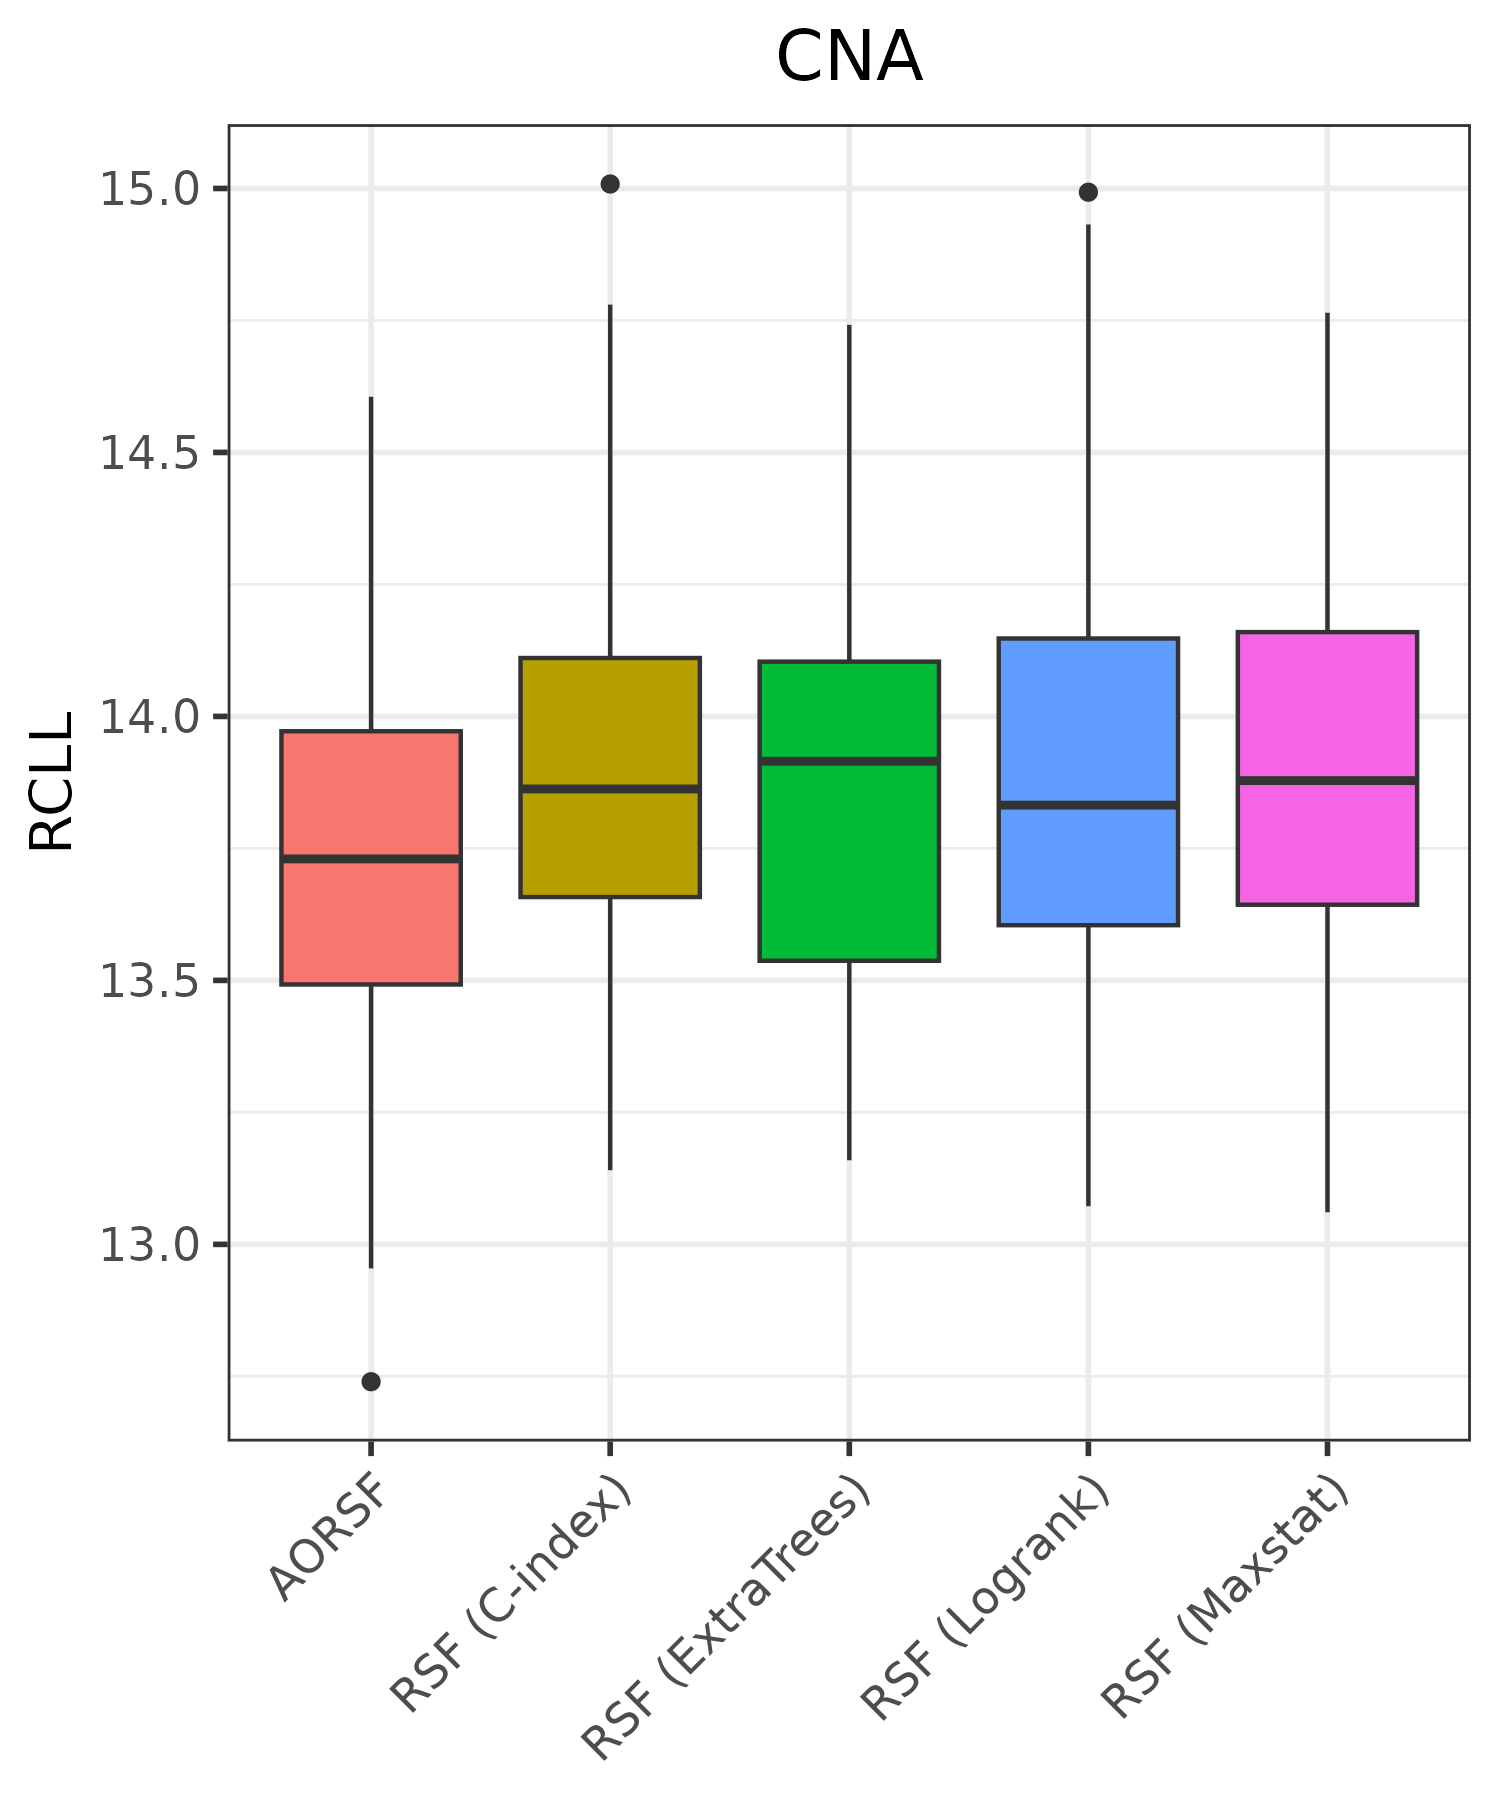 CNA
RCLL
15.0
14.5
14.0
13.5
13.0
AORSF
RSF (C-index)
RSF (ExtraTrees)
RSF (Logrank)
RSF (Maxstat)